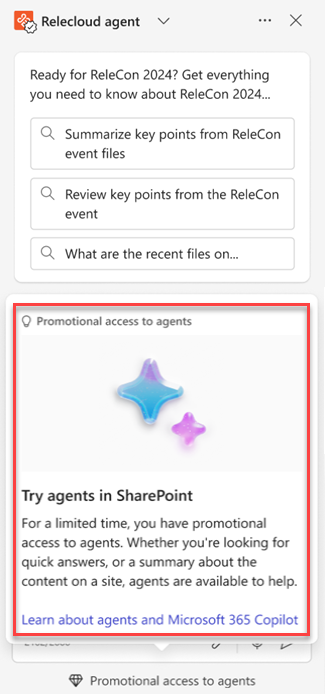 Relecloud agent
Ready for ReleCon 2024? Get everything
you need to know about ReleCon 2024...
Summarize key points from ReleCon
event files
Review key points from the ReleCon
event
What are the recent files on...
Promotional access to agents
Try agents in SharePoint
For a limited time, you have promotional
access to agents. Whether you're looking for
quick answers, or a summary about the
content on a site, agents are available to help.
Learn about agents and Microsoft 365 Copilot
Promotional access to agents